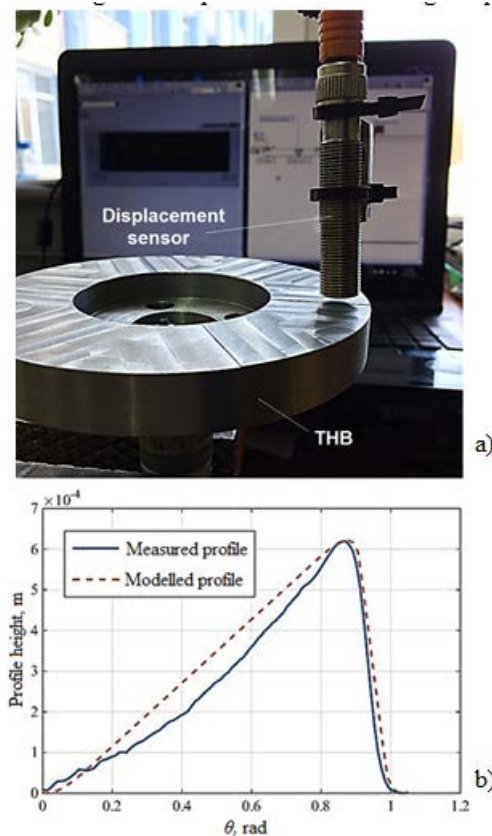 Displacement
sensor
THB
a)
×10⁻⁴
7
6
5
4
3
2
1
0
Profile height, m
Measured profile
Modelled profile
0
0.2
0.4
0.6
0.8
1
1.2
θ, rad
b)